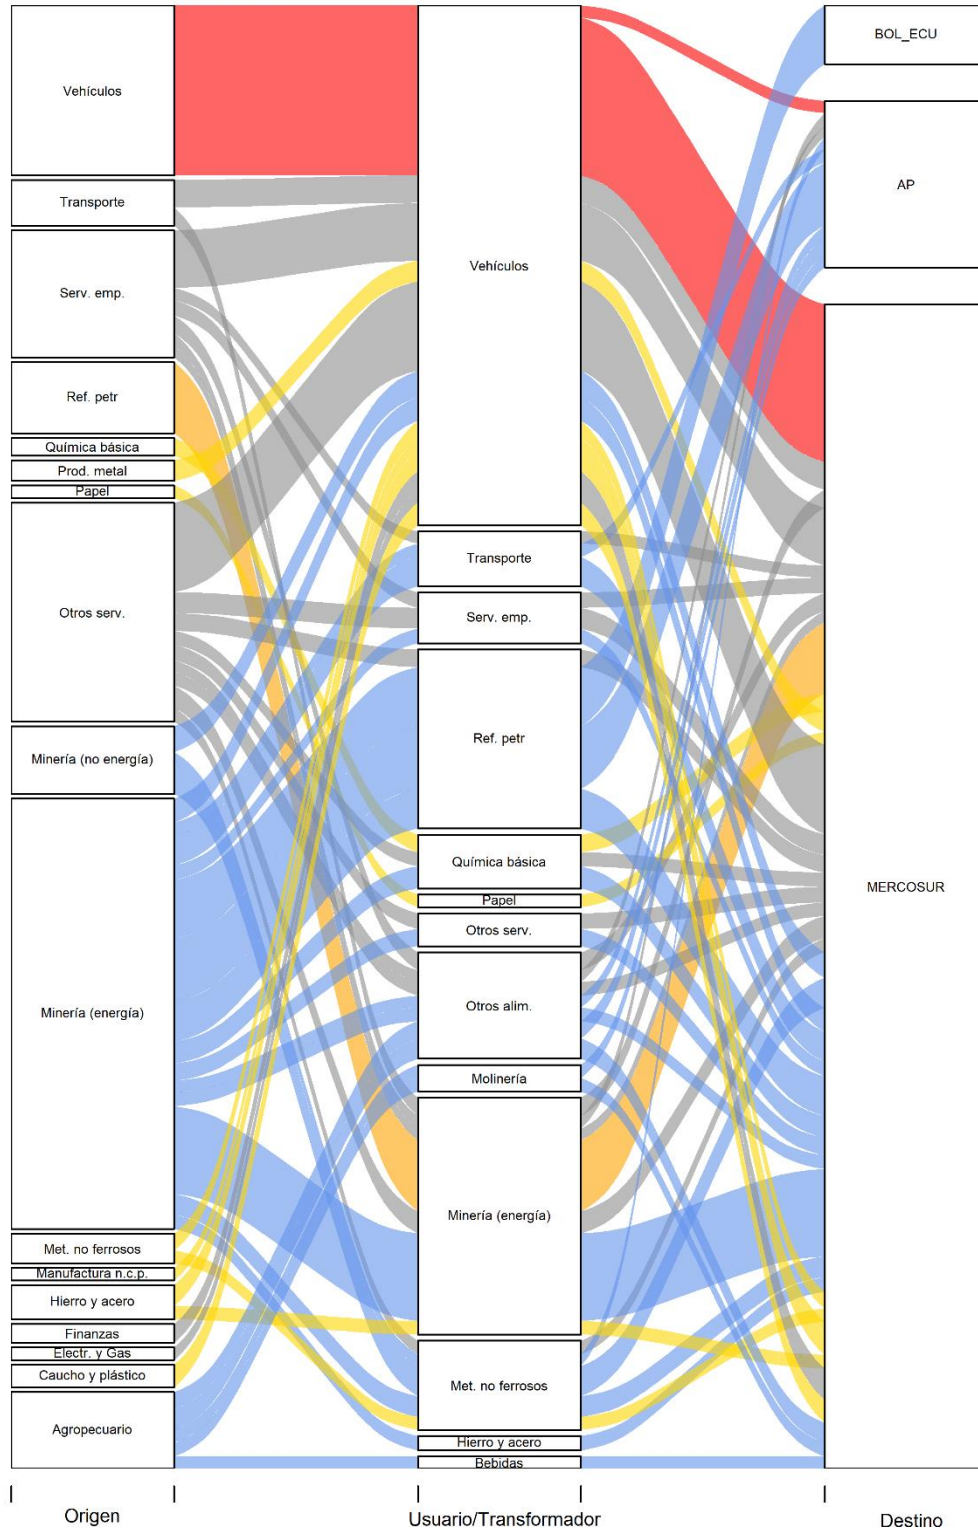 Vehículos
Transporte
Serv. emp.
Ref. petr
Química básica
Prod. metal
Papel
Otros serv.
Minería (no energía)
Minería (energía)
Met. no ferrosos
Manufactura n.c.p.
Hierro y acero
Finanzas
Electr. y Gas
Caucho y plástico
Agropecuario
Vehículos
Transporte
Serv. emp.
Ref. petr
Química básica
Papel
Otros serv.
Otros alim.
Molinería
Minería (energía)
Met. no ferrosos
Hierro y acero
Bebidas
BOL_ECU
AP
MERCOSUR
Origen
Usuario/Transformador
Destino